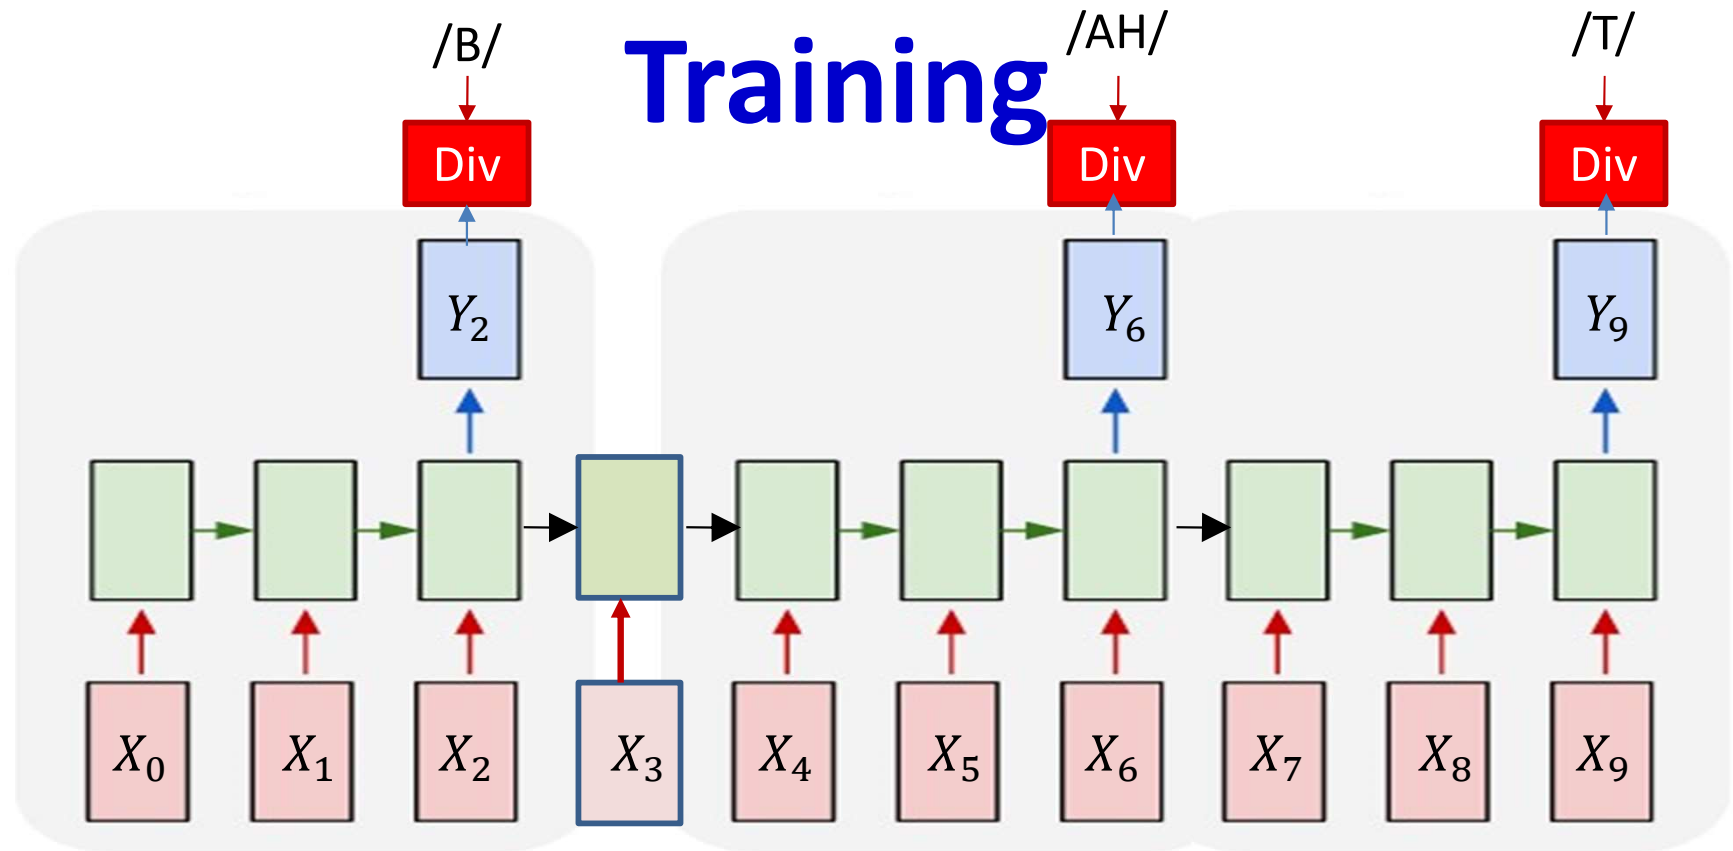 /B/ Training /AH/ /T/
Div Div Div
Y₂ Y₆ Y₉
X₀ X₁ X₂ X₃ X₄ X₅ X₆ X₇ X₈ X₉